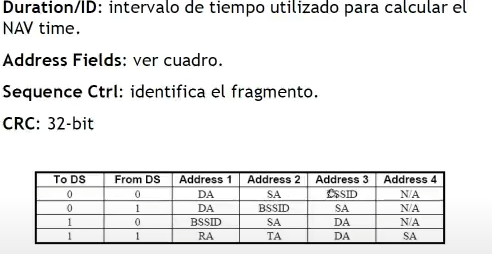 Duration/ID: intervalo de tiempo utilizado para calcular el
NAV time.
Address Fields: ver cuadro.
Sequence Ctrl: identifica el fragmento.
CRC: 32-bit
To DS From DS Address 1 Address 2 Address 3 Address 4
0 0 DA SA BSSID N/A
0 1 DA BSSID SA N/A
1 0 BSSID SA DA N/A
1 1 RA TA DA SA